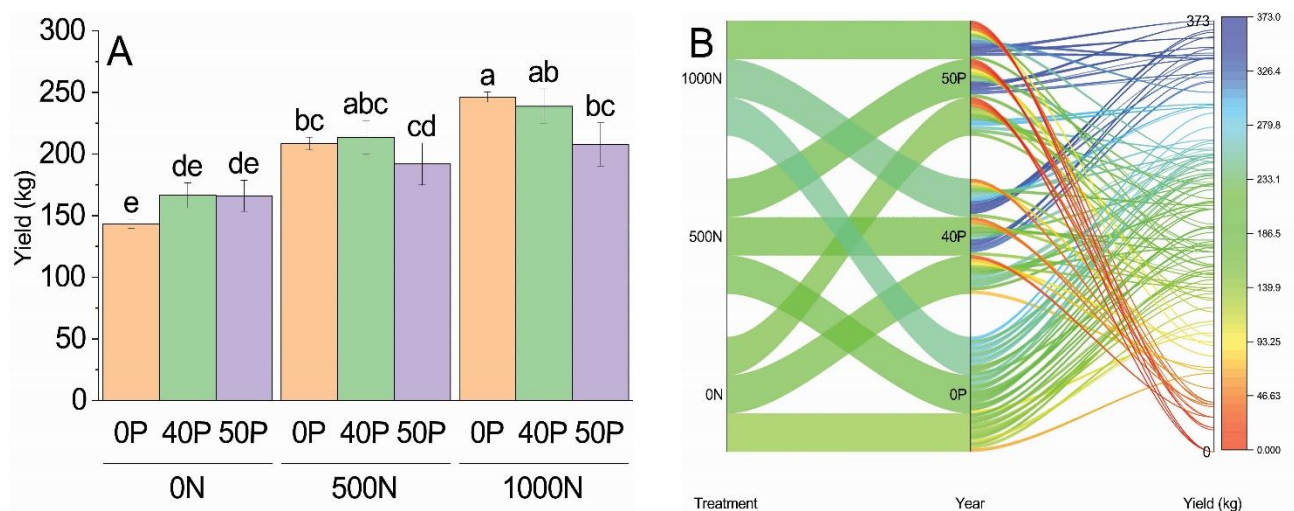 A
Yield (kg)
300
250
200
150
100
50
0
e
de
de
bc
abc
cd
a
ab
bc
0P 40P 50P 0P 40P 50P 0P 40P 50P
0N 500N 1000N
B
1000N
500N
0N
50P
40P
0P
373
0
373.0
326.4
279.8
233.1
186.5
139.9
93.25
46.63
0.000
Treatment Year Yield (kg)